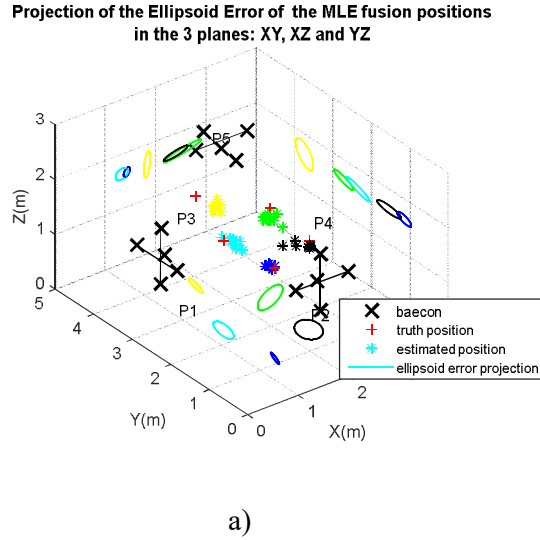 Projection of the Ellipsoid Error of the MLE fusion positions
in the 3 planes: XY, XZ and YZ
3
2
1
0
Z(m)
5
4
3
2
1
0
Y(m)
0
1
2
X(m)
P5
P3
P4
P1
P2
baecon
truth position
estimated position
ellipsoid error projection
a)